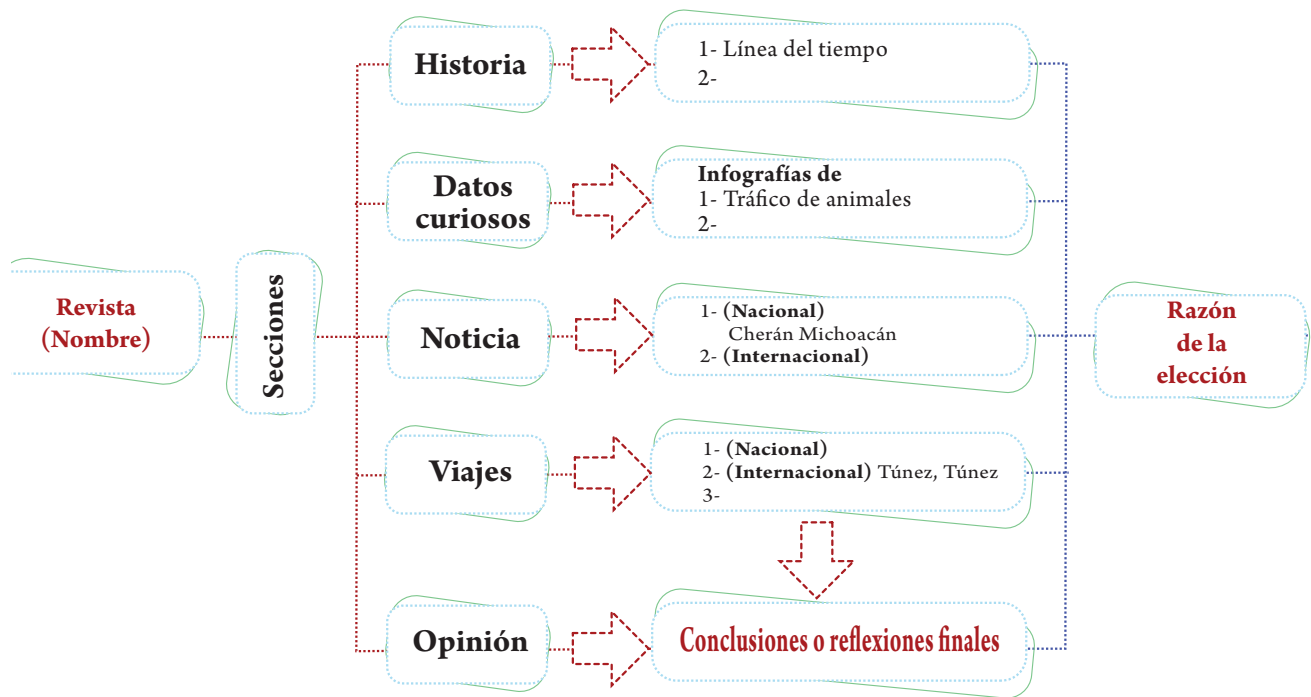 Revista
(Nombre)
Secciones
Historia
1- Línea del tiempo
2-
Datos
curiosos
Infografías de
1- Tráfico de animales
2-
Noticia
1- (Nacional)
Cherán Michoacán
2- (Internacional)
Viajes
1- (Nacional)
2- (Internacional) Túnez, Túnez
3-
Opinión
Conclusiones o reflexiones finales
Razón
de la
elección